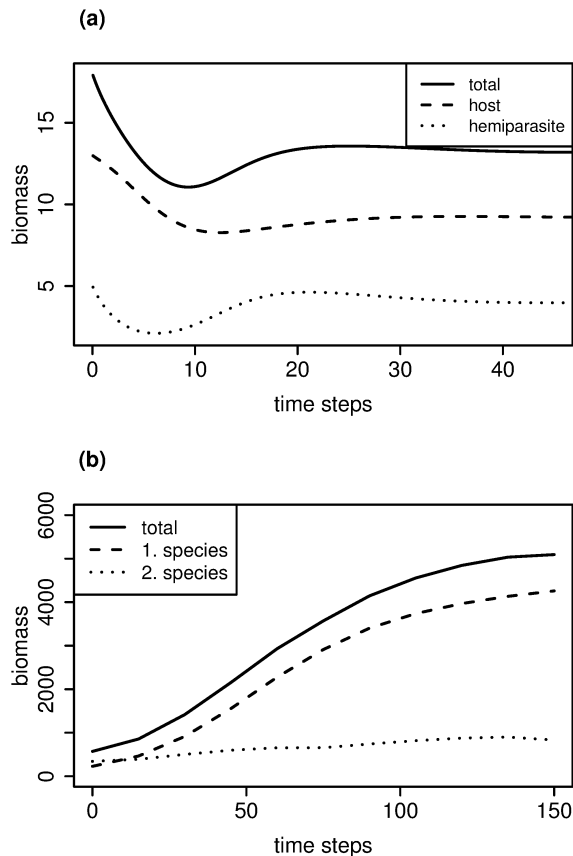 (a)
total
host
hemiparasite
15
10
5
biomass
0 10 20 30 40
time steps
(b)
total
1. species
2. species
6000
4000
2000
0
biomass
0 50 100 150
time steps